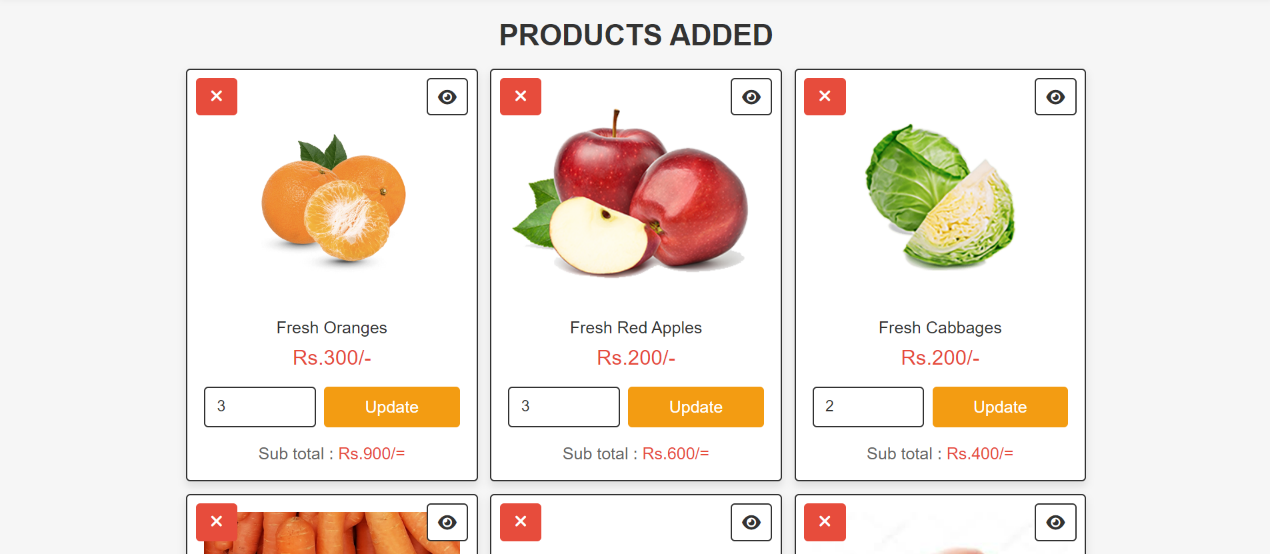 PRODUCTS ADDED
Fresh Oranges
Rs.300/-
3 Update
Sub total : Rs.900/=
Fresh Red Apples
Rs.200/-
3 Update
Sub total : Rs.600/=
Fresh Cabbages
Rs.200/-
2 Update
Sub total : Rs.400/=